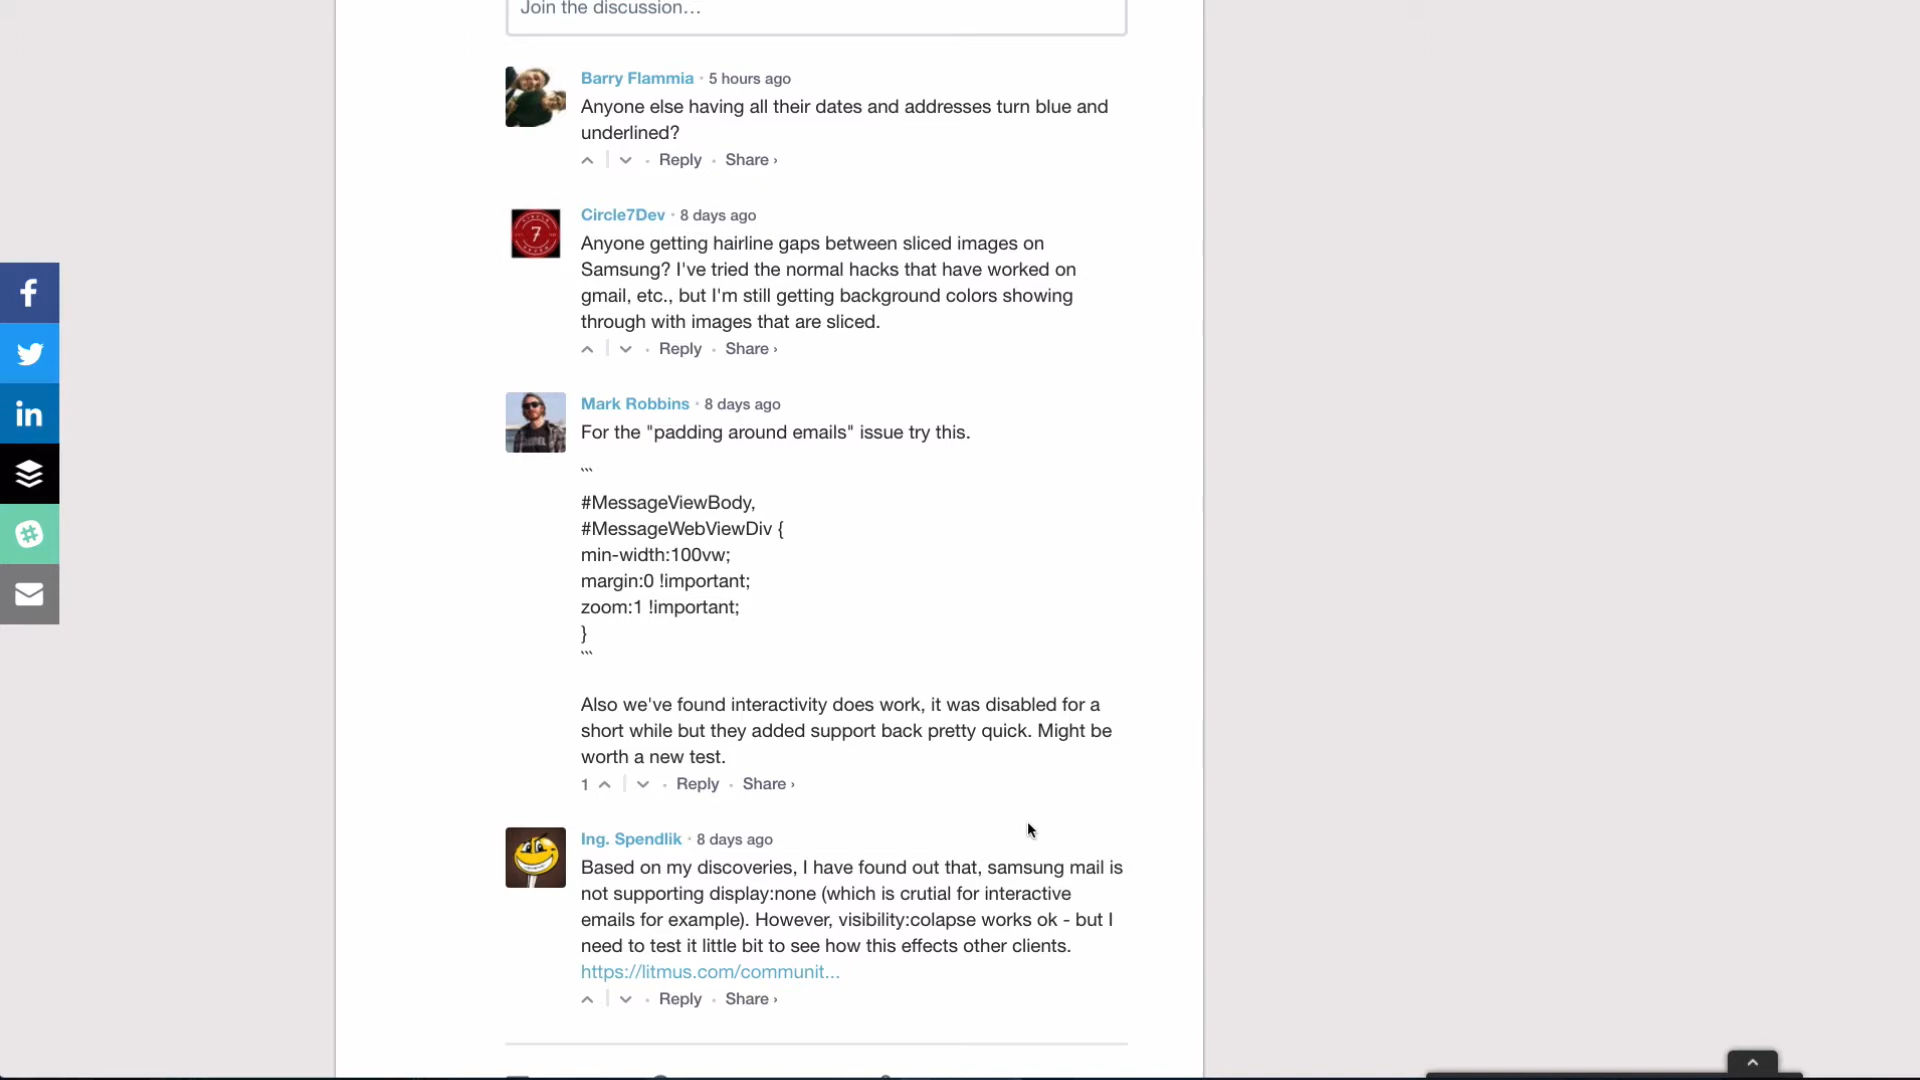 Join the discussion...
Barry Flammia · 5 hours ago
Anyone else having all their dates and addresses turn blue and
underlined?
Reply · Share ›
Circle7Dev · 8 days ago
Anyone getting hairline gaps between sliced images on
Samsung? I've tried the normal hacks that have worked on
gmail, etc., but I'm still getting background colors showing
through with images that are sliced.
Reply · Share ›
Mark Robbins · 8 days ago
For the "padding around emails" issue try this.
```
#MessageViewBody,
#MessageWebViewDiv {
min-width:100vw;
margin:0 !important;
zoom:1 !important;
}
```
Also we've found interactivity does work, it was disabled for a
short while but they added support back pretty quick. Might be
worth a new test.
1 · Reply · Share ›
Ing. Spendlik · 8 days ago
Based on my discoveries, I have found out that, samsung mail is
not supporting display:none (which is crutial for interactive
emails for example). However, visibility:colapse works ok - but I
need to test it little bit to see how this effects other clients.
https://litmus.com/communit...
Reply · Share ›